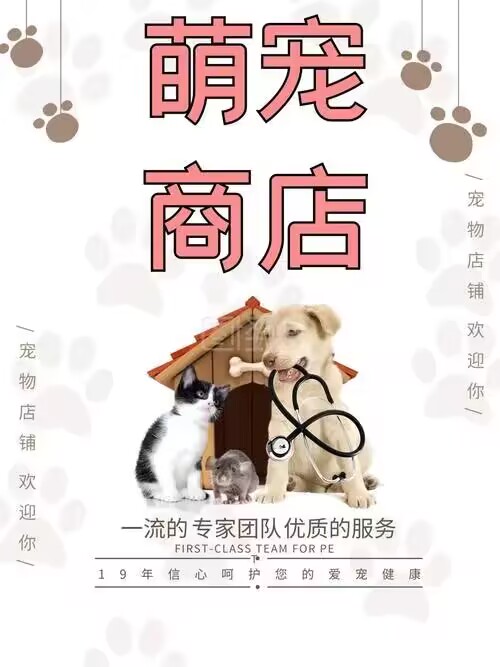 萌宠
商店
宠物店铺 欢迎你
宠物店铺 欢迎你
一流的 专家团队优质的服务
FIRST-CLASS TEAM FOR PE
T
19年信心呵护您的爱宠健康